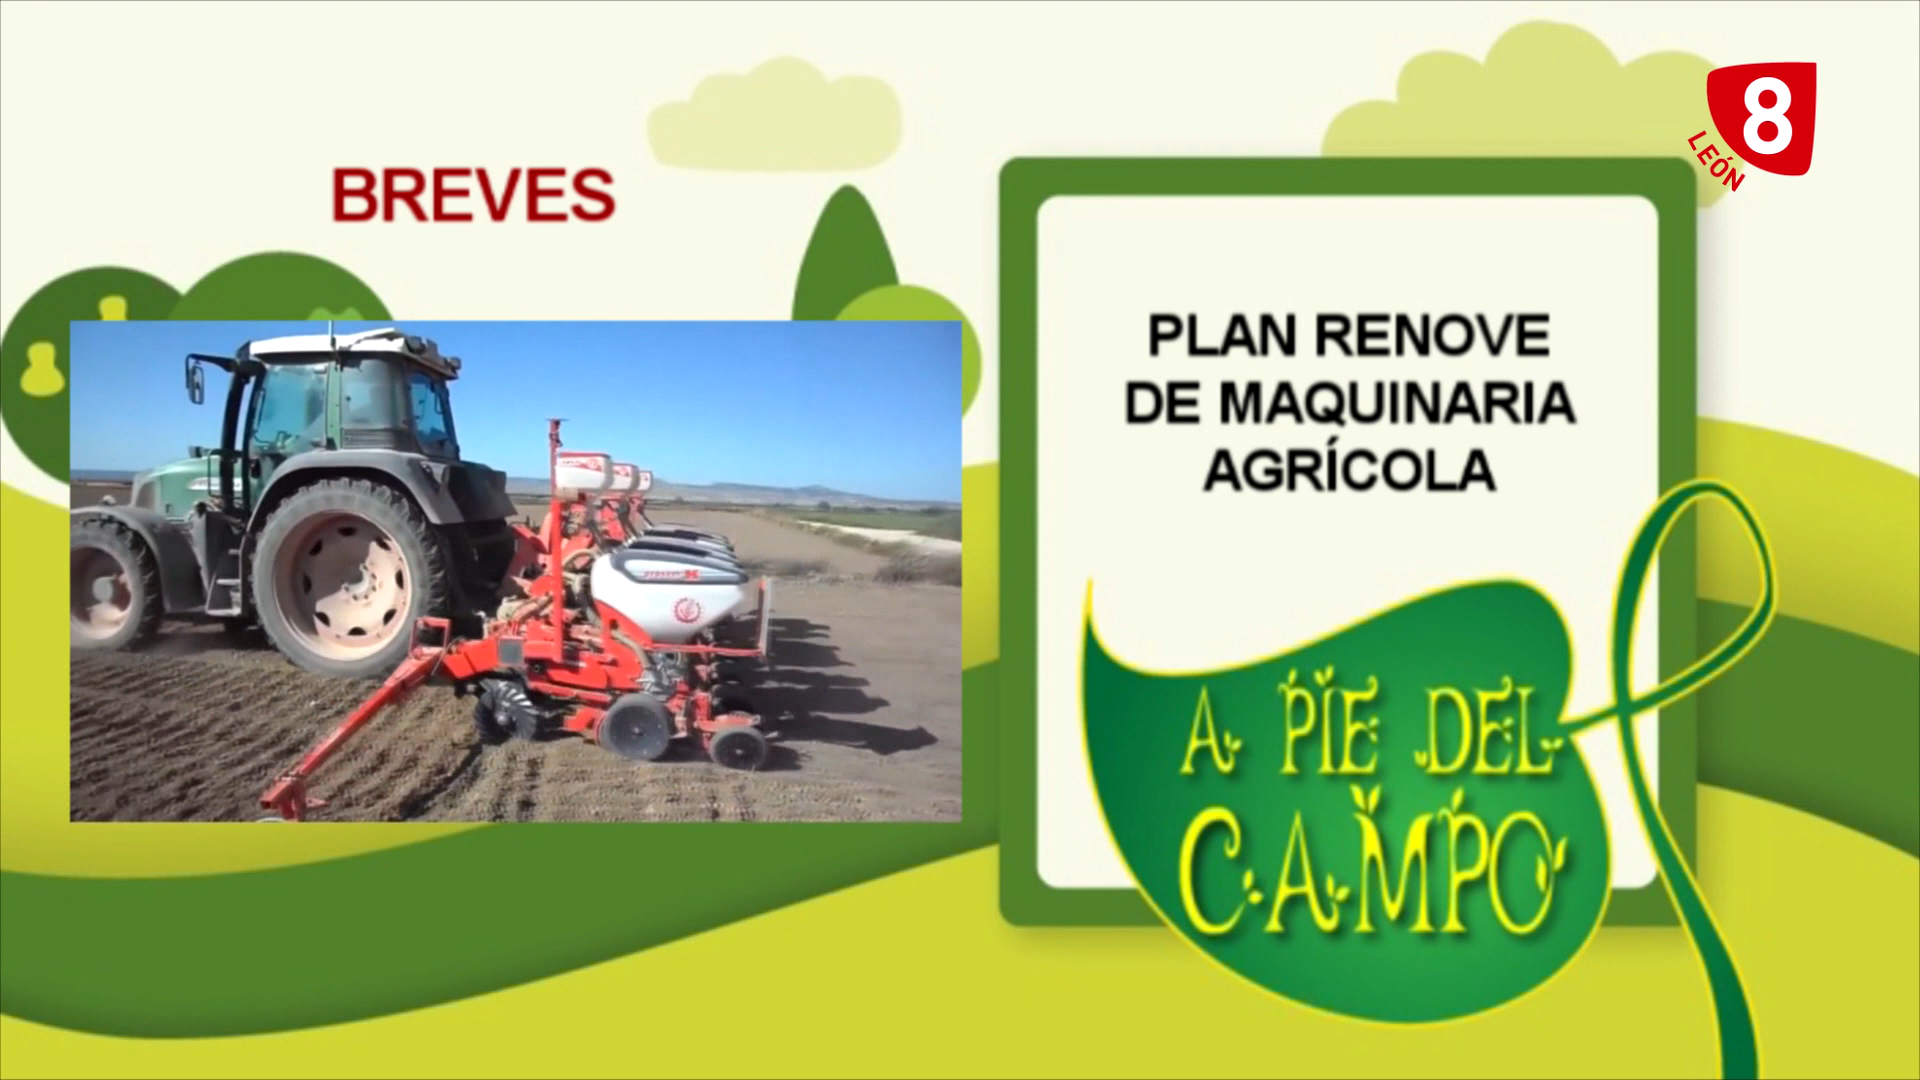 BREVES
8
LEÓN
PLAN RENOVE
DE MAQUINARIA
AGRÍCOLA
A PIE DEL
CAMPO